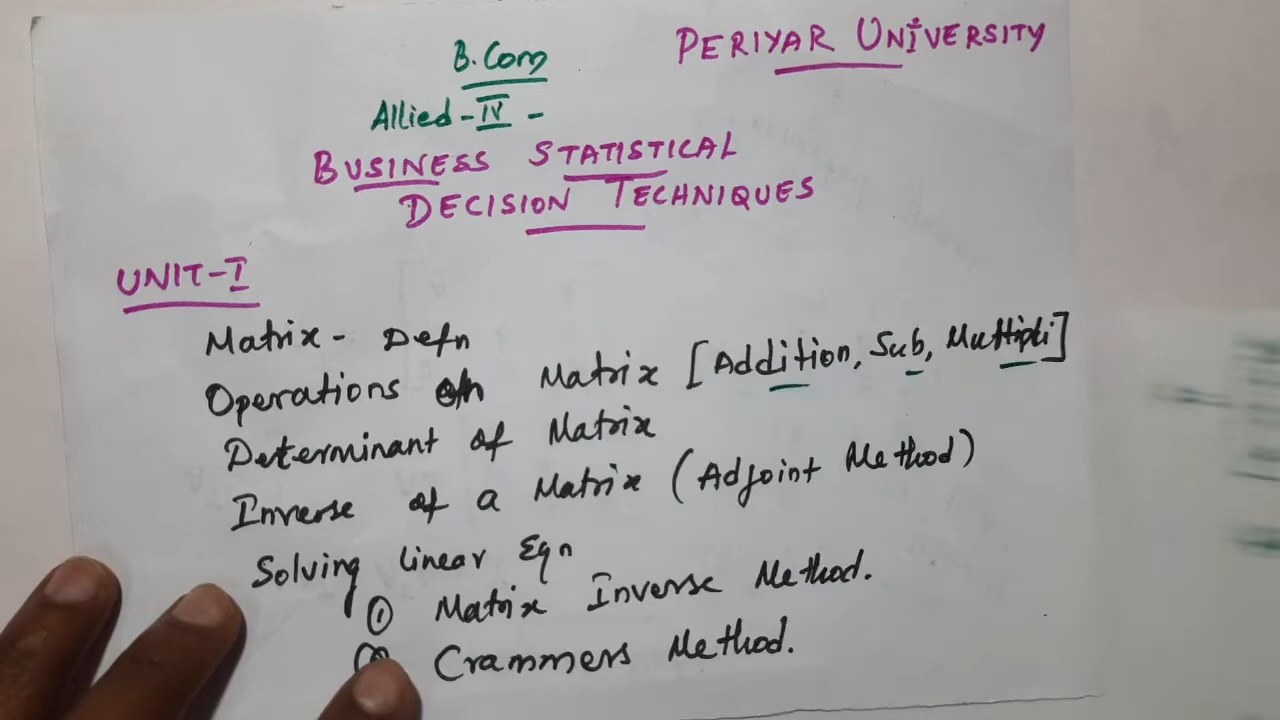 PERIYAR UNIVERSITY
B.Com
Allied-IV -
BUSINESS STATISTICAL
DECISION TECHNIQUES
UNIT-I
Matrix - Defn
Operations on Matrix [Addition, Sub, Multipli]
Determinant of Matrix
Inverse of a Matrix (Adjoint Method)
Solving linear Eqn
① Matrix Inverse Method.
Crammers Method.